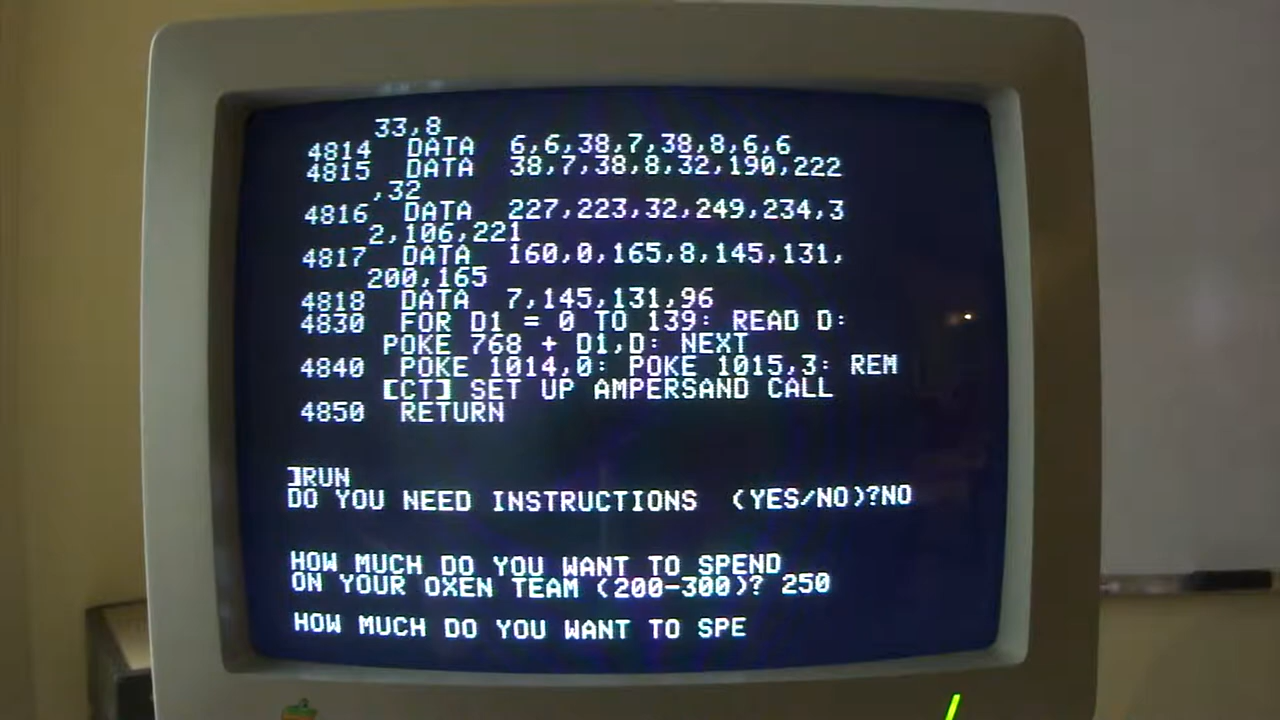 33,8
4814 DATA 6,6,38,7,38,8,6,6
4815 DATA 38,7,38,8,32,190,222
,32
4816 DATA 227,223,32,249,234,3
2,106,221
4817 DATA 160,0,165,8,145,131,
200,165
4818 DATA 7,145,131,96
4830 FOR D1 = 0 TO 139: READ D:
POKE 768 + D1,D: NEXT
4840 POKE 1014,0: POKE 1015,3: REM
[CT] SET UP AMPERSAND CALL
4850 RETURN
]RUN
DO YOU NEED INSTRUCTIONS (YES/NO)?NO
HOW MUCH DO YOU WANT TO SPEND
ON YOUR OXEN TEAM (200-300)? 250
HOW MUCH DO YOU WANT TO SPE